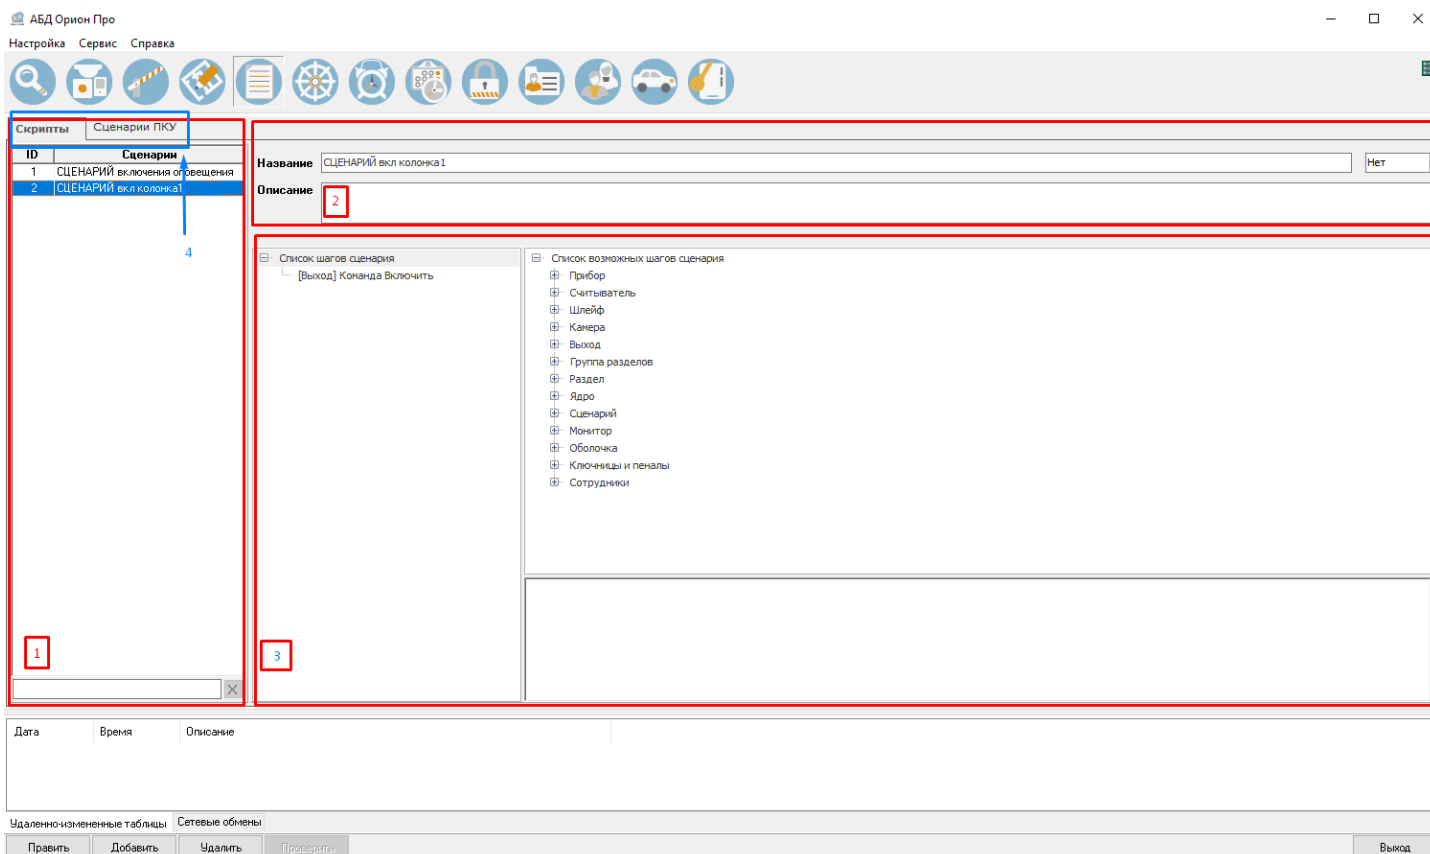 АБД Орион Про
Настройка Сервис Справка
Скрипты Сценарии ПКУ
ID Сценарии
1 СЦЕНАРИЙ включения оповещения
2 СЦЕНАРИЙ вкл колонка1
Название СЦЕНАРИЙ вкл колонка1 Нет
Описание
2
4
Список шагов сценария
[Выход] Команда Включить
Список возможных шагов сценария
Прибор
Считыватель
Шлейф
Камера
Выход
Группа разделов
Раздел
Ядро
Сценарий
Монитор
Оболочка
Ключницы и пеналы
Сотрудники
1
3
Дата Время Описание
Удаленно-измененные таблицы Сетевые обмены
Править Добавить Удалить Проверить Выход